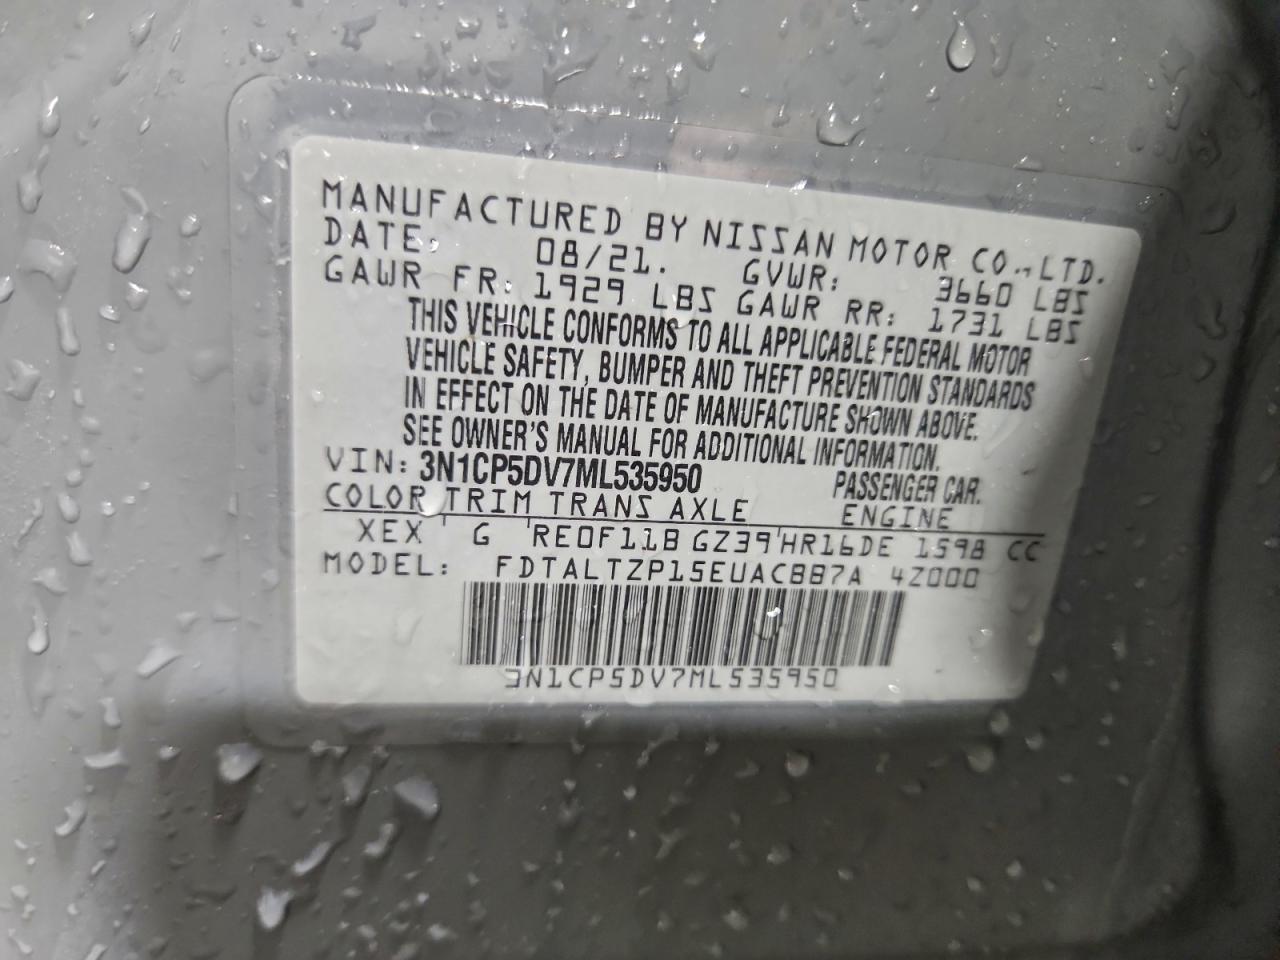 MANUFACTURED BY NISSAN MOTOR CO., LTD.
DATE: 08/21. GVWR: 3660 LBS
GAWR FR: 1929 LBS GAWR RR: 1731 LBS
THIS VEHICLE CONFORMS TO ALL APPLICABLE FEDERAL MOTOR
VEHICLE SAFETY, BUMPER AND THEFT PREVENTION STANDARDS
IN EFFECT ON THE DATE OF MANUFACTURE SHOWN ABOVE.
SEE OWNER'S MANUAL FOR ADDITIONAL INFORMATION.
VIN: 3N1CP5DV7ML535950 PASSENGER CAR.
COLOR TRIM TRANS AXLE ENGINE
XEX G RE0F11B GZ39 HR16DE 1598 CC
MODEL: FDTALTZP15EUACBB7A 4Z000
3N1CP5DV7ML535950